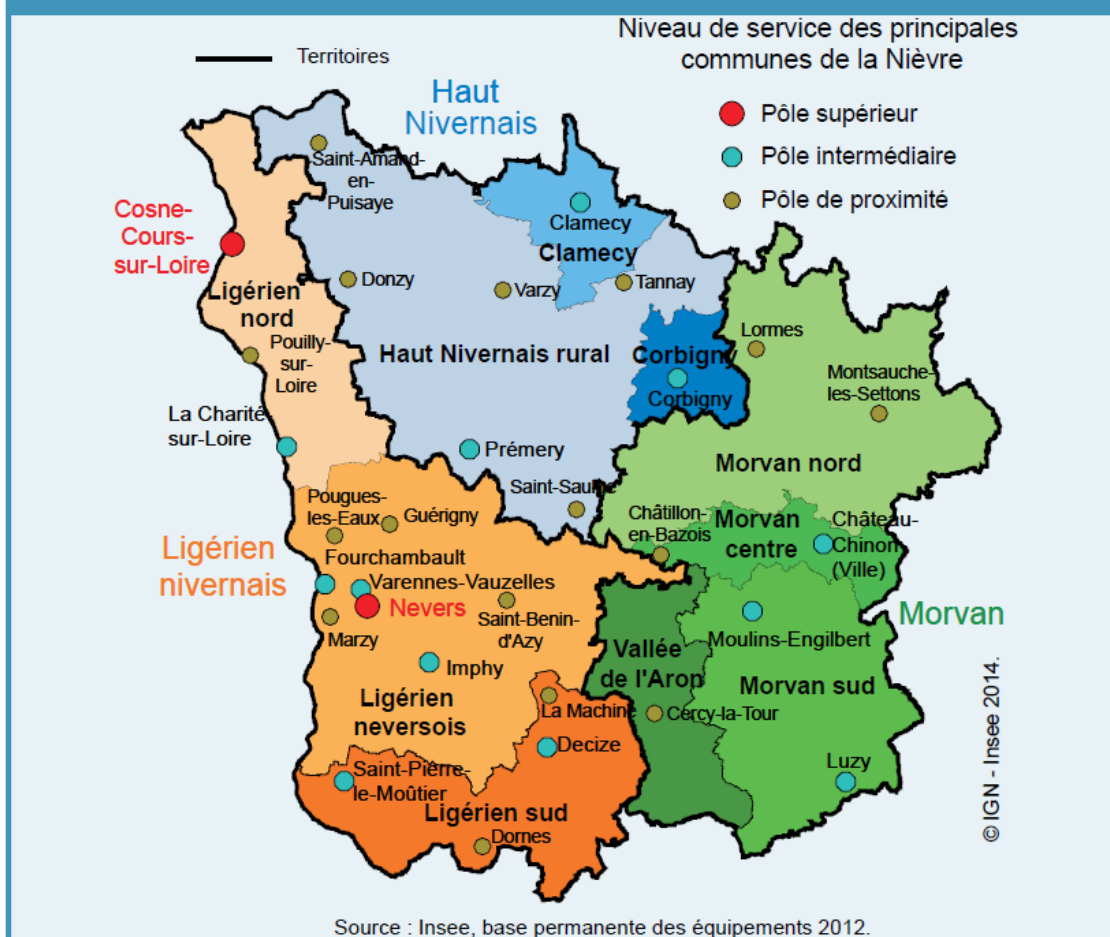 Niveau de service des principales
communes de la Nièvre
Territoires
Pôle supérieur
Pôle intermédiaire
Pôle de proximité
Haut
Nivernais
Saint-Amand-
en-
Puisaye
Cosne-
Cours-
sur-Loire
Clamecy
Clamecy
Donzy
Varzy
Tannay
Ligérien
nord
Pouilly-
sur-
Loire
Haut Nivernais rural
Corbigny
Corbigny
Lormes
Montsauche-
les-Settons
La Charité-
sur-Loire
Prémery
Morvan nord
Saint-Saulge
Pougues-
les-Eaux
Guérigny
Châtillon-
en-Bazois
Morvan
centre
Château-
Chinon
(Ville)
Ligérien
nivernais
Fourchambault
Varennes-Vauzelles
Nevers
Marzy
Saint-Benin-
d'Azy
Moulins-Engilbert
Morvan
Imphy
Vallée
de l'Aron
Morvan sud
Ligérien
neversois
La Machine
Cercy-la-Tour
Decize
Saint-Pierre-
le-Moûtier
Luzy
Ligérien sud
Dornes
© IGN - Insee 2014.
Source : Insee, base permanente des équipements 2012.